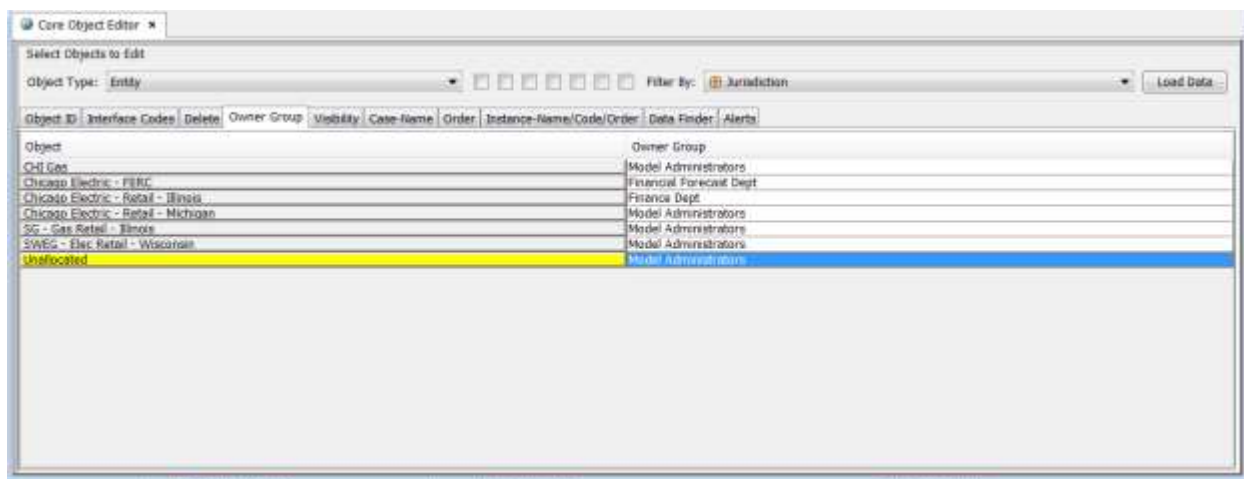 Core Object Editor
Select Objects to Edit
Object Type: Entity Filter By: Jurisdiction Load Data
Object ID Interface Codes Delete Owner Group Visibility Case-Name Order Instance-Name/Code/Order Data Finder Alerts
Object Owner Group
CHI Gas Model Administrators
Chicago Electric - FERC Financial Forecast Dept
Chicago Electric - Retail - Illinois Finance Dept
Chicago Electric - Retail - Michigan Model Administrators
SG - Gas Retail - Illinois Model Administrators
SWEG - Elec Retail - Wisconsin Model Administrators
Unallocated Model Administrators